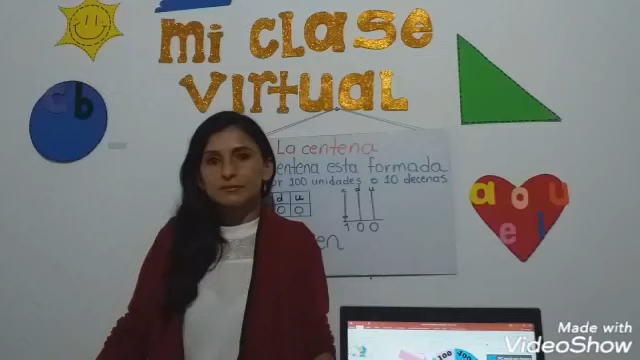 mi clase
virtual
c b
La centena
centena esta formada
100 unidades o 10 decenas
d u
0 0
c d u
1 0 0
a o u
e i
100
Made with
VideoShow